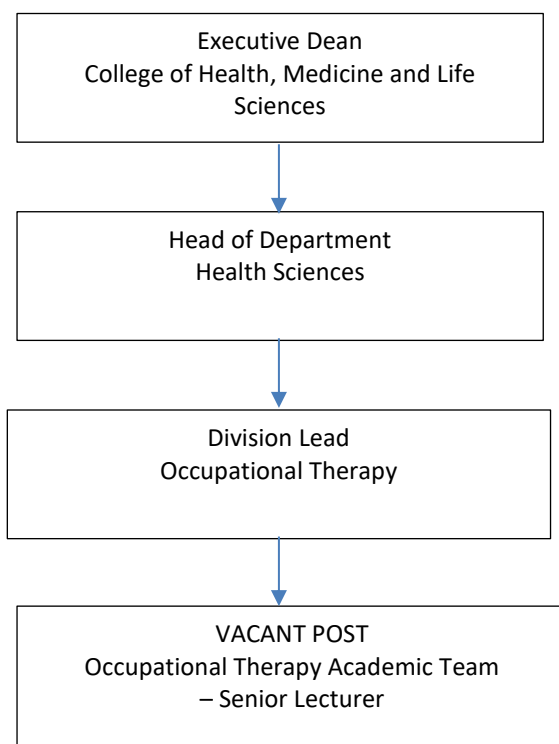 Executive Dean
College of Health, Medicine and Life
Sciences
Head of Department
Health Sciences
Division Lead
Occupational Therapy
VACANT POST
Occupational Therapy Academic Team
– Senior Lecturer